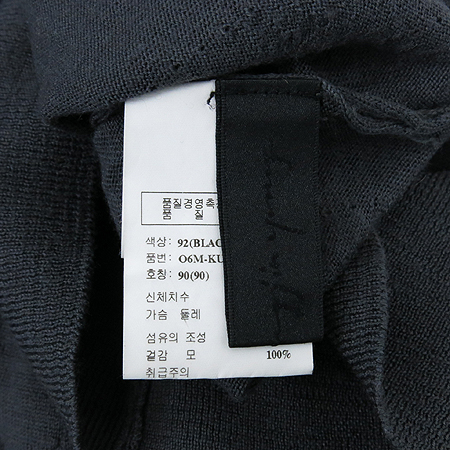 품질경영촉
품 질
색상: 92(BLAC
품번: O6M-KU
호칭: 90(90)
신체치수
가슴 둘레
섬유의 조성
겉감 모 100%
취급주의